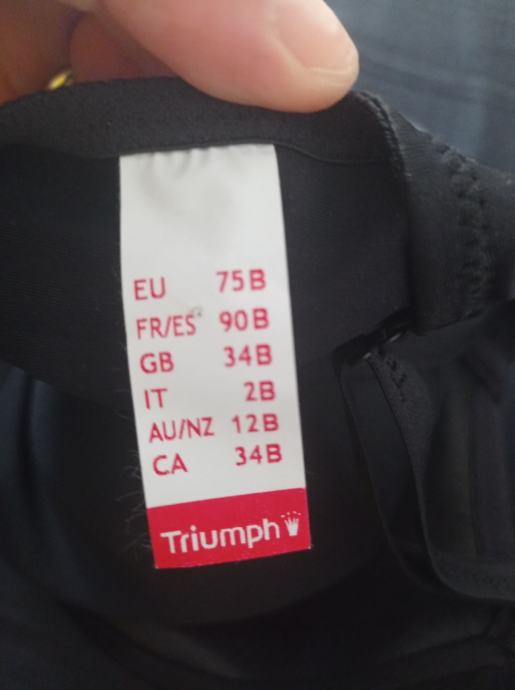 EU 75B
FR/ES 90B
GB 34B
IT 2B
AU/NZ 12B
CA 34B
Triumph